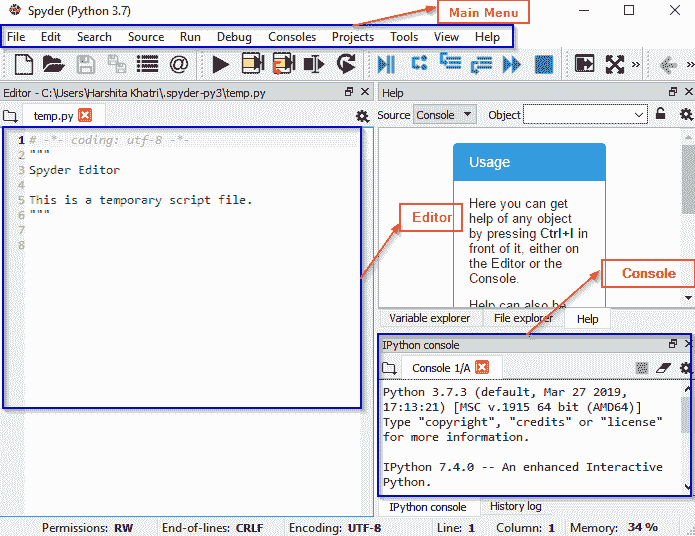 Spyder (Python 3.7)
Main Menu
File Edit Search Source Run Debug Consoles Projects Tools View Help
Editor - C:\Users\Harshita Khatri\.spyder-py3\temp.py
Help
temp.py
Source Console Object
1 # -*- coding: utf-8 -*-
2 """
3 Spyder Editor
4
5 This is a temporary script file.
6 """
7
8
Usage
Here you can get
help of any object
by pressing Ctrl+I in
front of it, either on
the Editor or the
Console.
Help can also be
Editor
Console
Variable explorer File explorer Help
IPython console
Console 1/A
Python 3.7.3 (default, Mar 27 2019,
17:13:21) [MSC v.1915 64 bit (AMD64)]
Type "copyright", "credits" or "license"
for more information.
IPython 7.4.0 -- An enhanced Interactive
Python.
IPython console History log
Permissions: RW End-of-lines: CRLF Encoding: UTF-8 Line: 1 Column: 1 Memory: 34 %